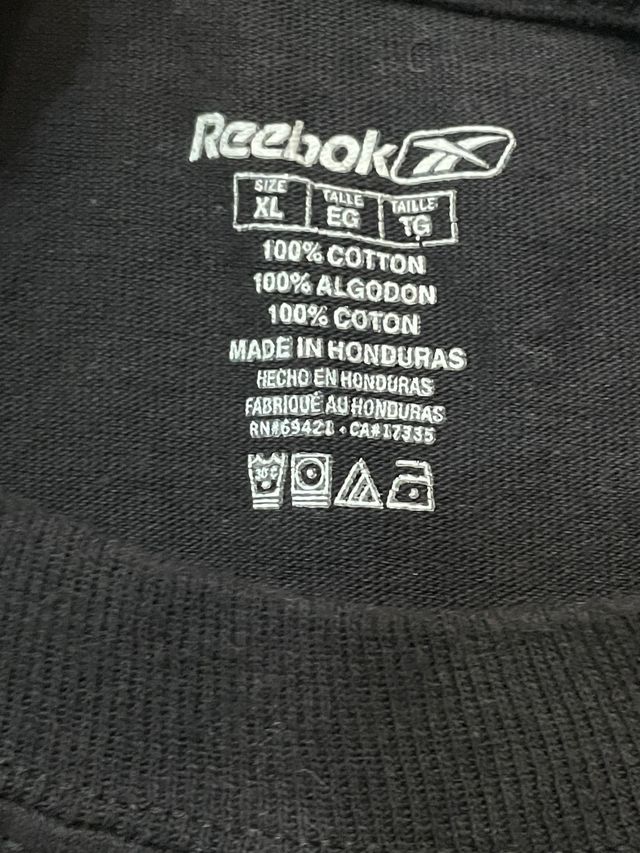 Reebok
SIZE TALLE TAILLE
XL EG TG
100% COTTON
100% ALGODON
100% COTON
MADE IN HONDURAS
HECHO EN HONDURAS
FABRIQUÉ AU HONDURAS
RN#69421 • CA#17335
30°C